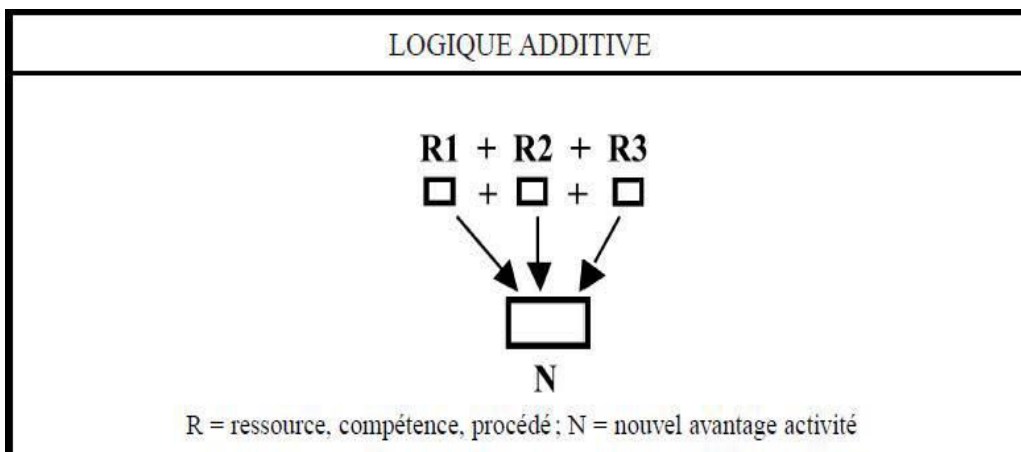 LOGIQUE ADDITIVE
R1 + R2 + R3
+ +
N
R = ressource, compétence, procédé ; N = nouvel avantage activité